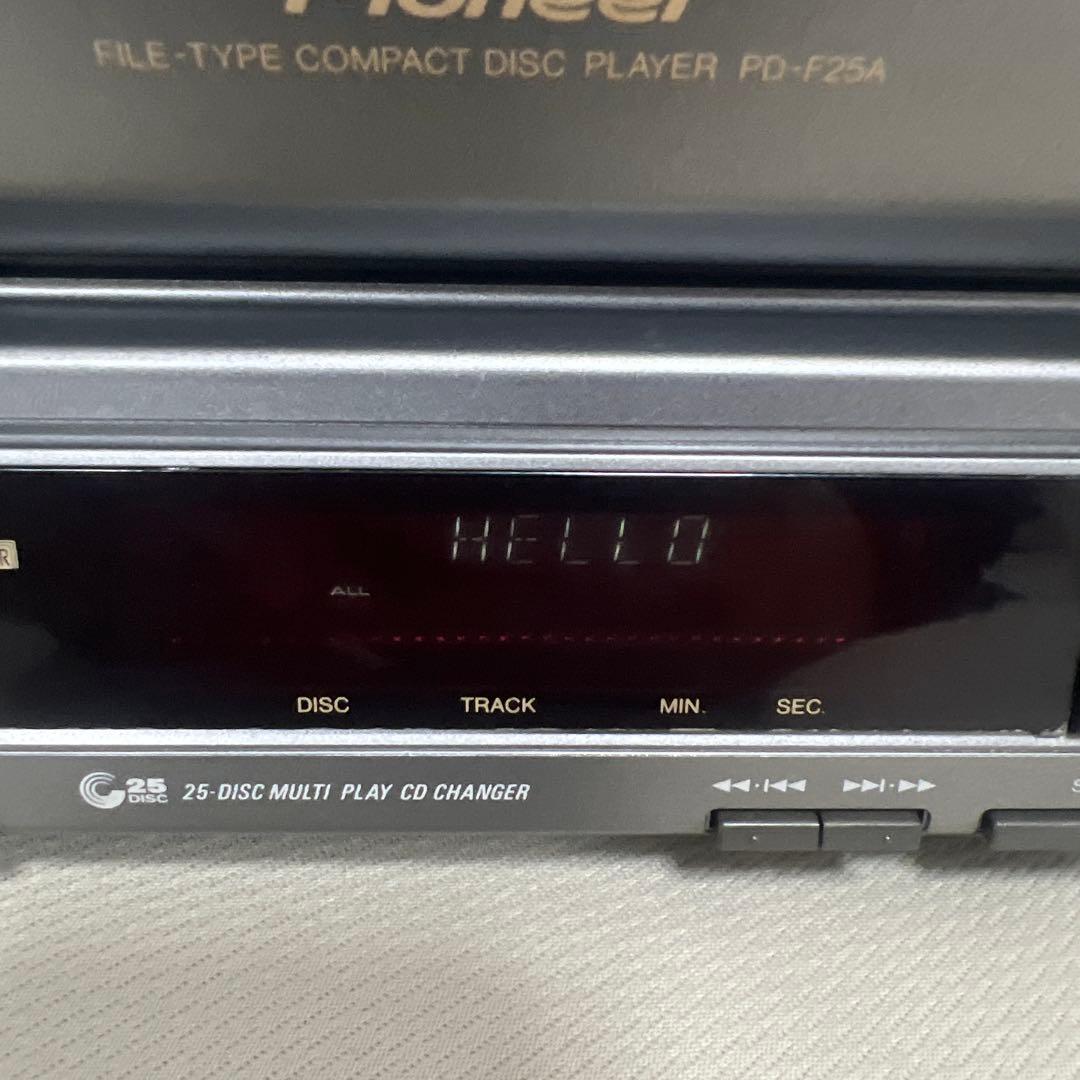 Pioneer
FILE-TYPE COMPACT DISC PLAYER PD-F25A
HELLO
R
ALL
DISC TRACK MIN. SEC.
25 DISC 25-DISC MULTI PLAY CD CHANGER ◀◀·|◀◀ ▶▶|·▶▶ S